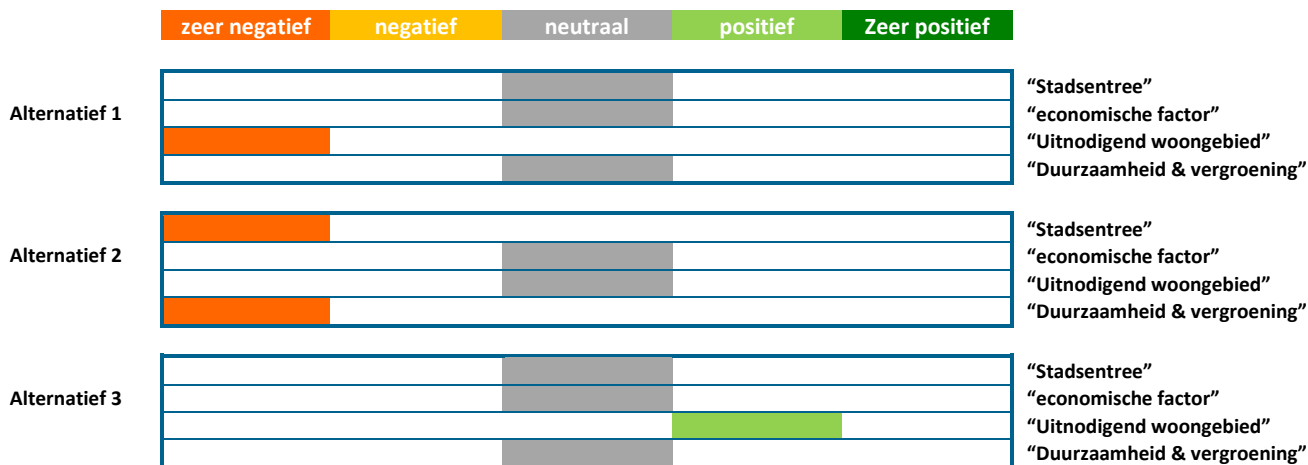 zeer negatief negatief neutraal positief Zeer positief
“Stadsentree”
Alternatief 1 “economische factor”
“Uitnodigend woongebied”
“Duurzaamheid & vergroening”
“Stadsentree”
Alternatief 2 “economische factor”
“Uitnodigend woongebied”
“Duurzaamheid & vergroening”
“Stadsentree”
Alternatief 3 “economische factor”
“Uitnodigend woongebied”
“Duurzaamheid & vergroening”